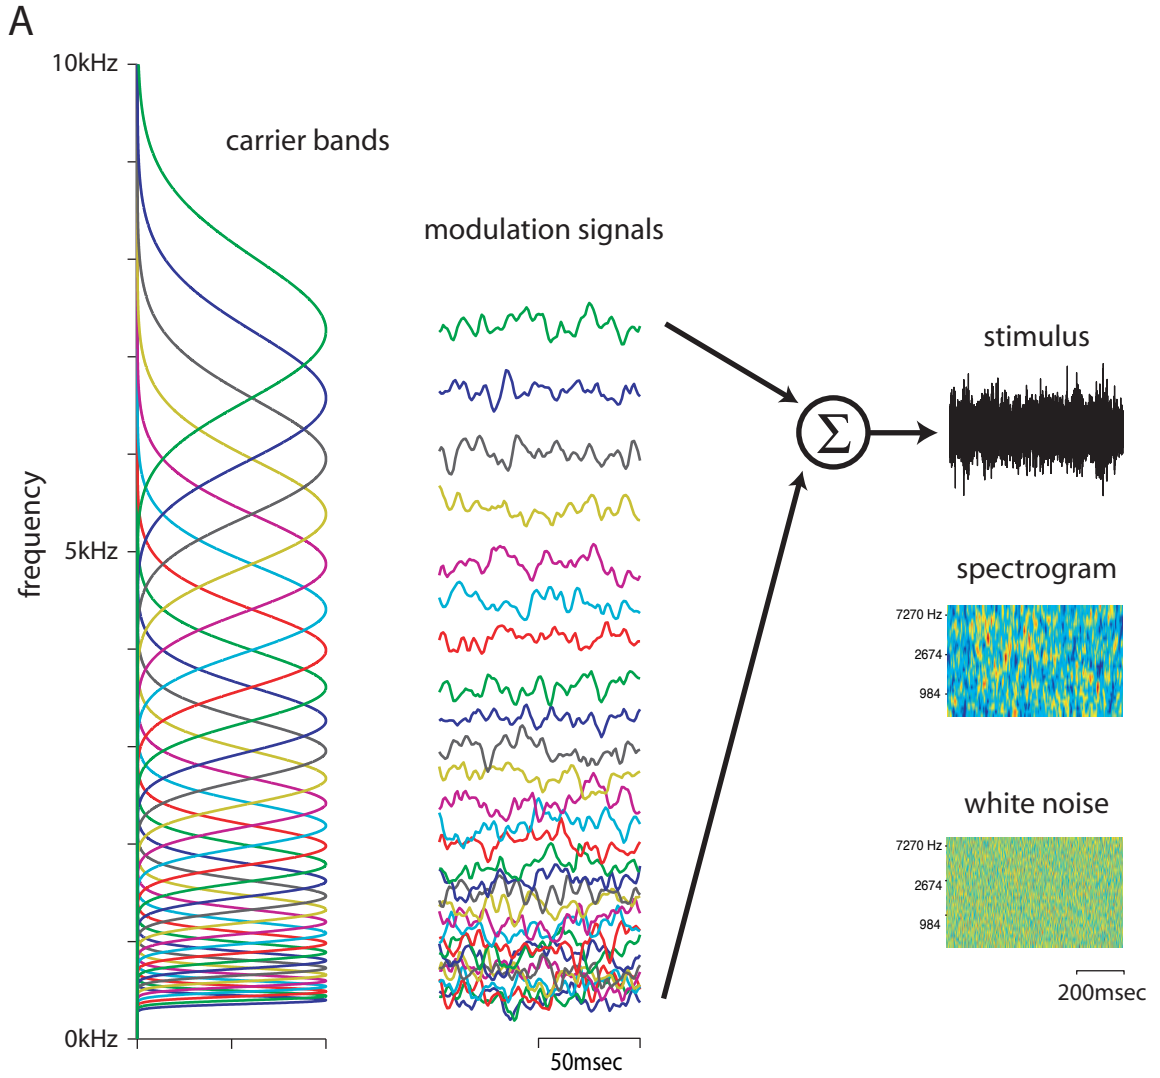 A
10kHz
carrier bands
modulation signals
stimulus
Σ
frequency
5kHz
spectrogram
7270 Hz
2674
984
white noise
7270 Hz
2674
984
200msec
0kHz
50msec